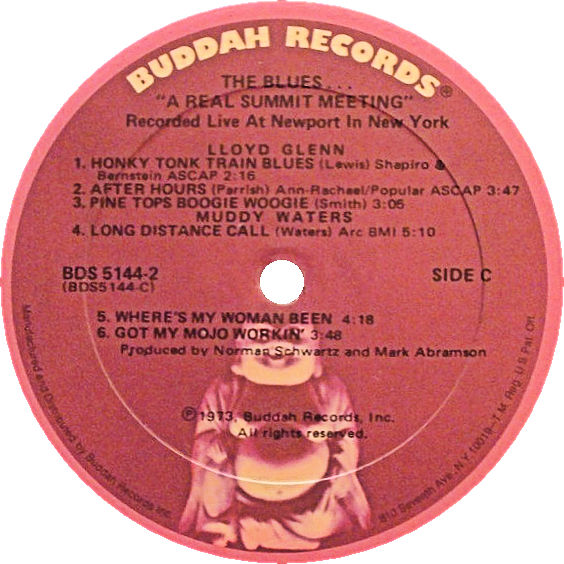 BUDDAH RECORDS®
THE BLUES...
"A REAL SUMMIT MEETING"
Recorded Live At Newport In New York
LLOYD GLENN
1. HONKY TONK TRAIN BLUES (Lewis) Shapiro &
Bernstein ASCAP 2:16
2. AFTER HOURS (Parrish) Ann-Rachael/Popular ASCAP 3:47
3. PINE TOPS BOOGIE WOOGIE (Smith) 3:05
MUDDY WATERS
4. LONG DISTANCE CALL (Waters) Arc BMI 5:10
BDS 5144-2
(BDS5144-C)
SIDE C
5. WHERE'S MY WOMAN BEEN 4:18
6. GOT MY MOJO WORKIN' 3:48
Produced by Norman Schwartz and Mark Abramson
℗1973, Buddah Records, Inc.
All rights reserved.
Manufactured and Distributed by Buddah Records Inc.
810 Seventh Ave. N.Y 10019-T.M. Reg. U S Pat Off.